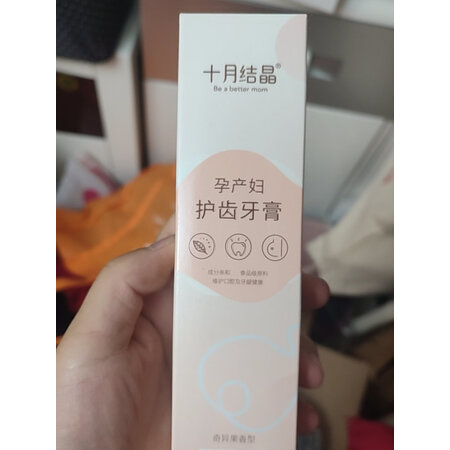 十月结晶®
Be a better mom
孕产妇
护齿牙膏
成分亲和 食品级原料
维护口腔及牙龈健康
奇异果香型